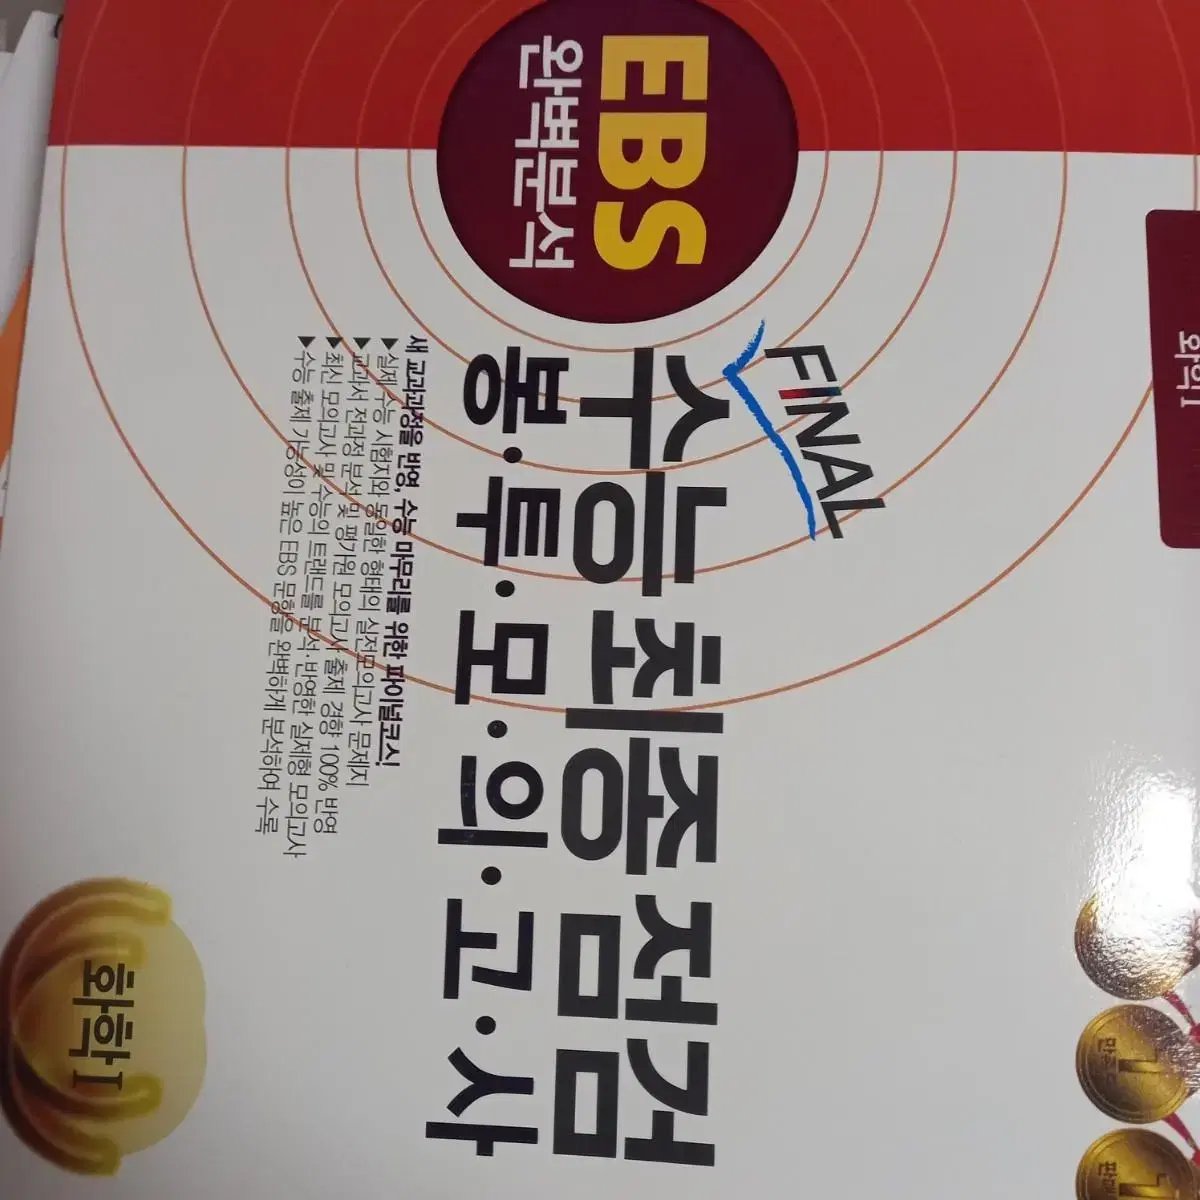 EBS
완벽분석
FINAL
수능최종점검
봉·투·모·의·고·사
새 교과과정을 반영, 수능 마무리를 위한 파이널코스!
▶ 실제 수능 시험지와 동일한 형태의 실전모의고사 문제지
▶ 교과서 전과정 분석 및 평가원 모의고사 출제 경향 100% 반영
▶ 최신 모의고사 및 수능의 트렌드를 분석·반영한 실제형 모의고사
▶ 수능 출제 가능성이 높은 EBS 문항을 완벽하게 분석하여 수록
화학 I
화학 I
만족도
1